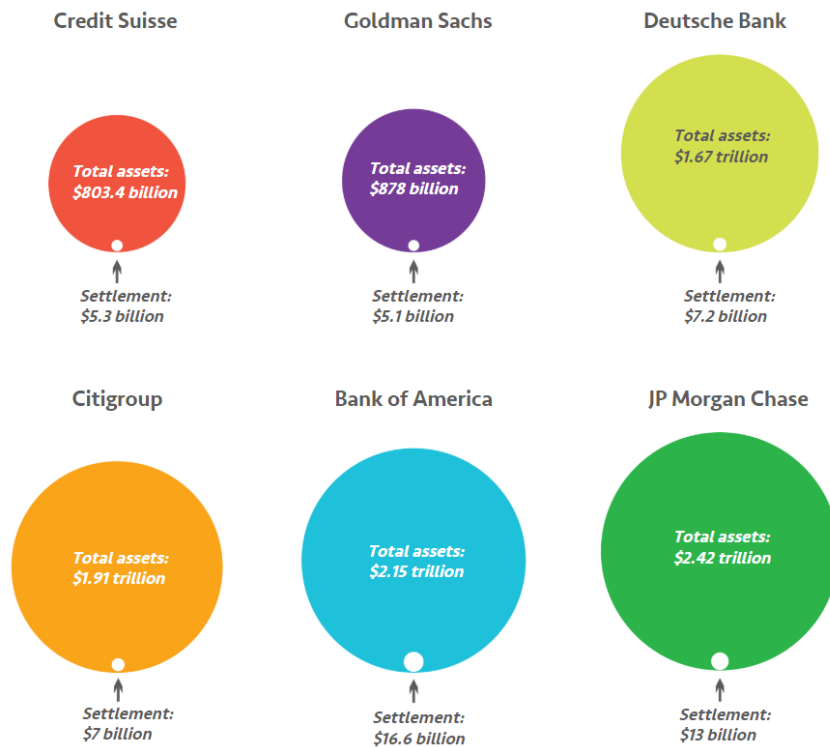 Credit Suisse
Goldman Sachs
Deutsche Bank
Total assets:
$803.4 billion
Total assets:
$878 billion
Total assets:
$1.67 trillion
Settlement:
$5.3 billion
Settlement:
$5.1 billion
Settlement:
$7.2 billion
Citigroup
Bank of America
JP Morgan Chase
Total assets:
$1.91 trillion
Total assets:
$2.15 trillion
Total assets:
$2.42 trillion
Settlement:
$7 billion
Settlement:
$16.6 billion
Settlement:
$13 billion